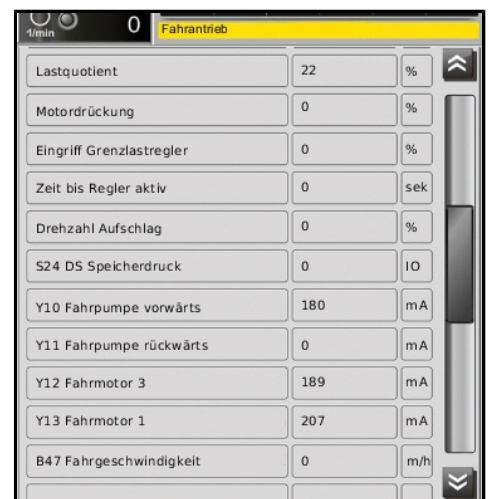 1/min 0 Fahrantrieb
Lastquotient 22 %
Motordrückung 0 %
Eingriff Grenzlastregler 0 %
Zeit bis Regler aktiv 0 sek
Drehzahl Aufschlag 0 %
S24 DS Speicherdruck 0 IO
Y10 Fahrpumpe vorwärts 180 mA
Y11 Fahrpumpe rückwärts 0 mA
Y12 Fahrmotor 3 189 mA
Y13 Fahrmotor 1 207 mA
B47 Fahrgeschwindigkeit 0 m/h